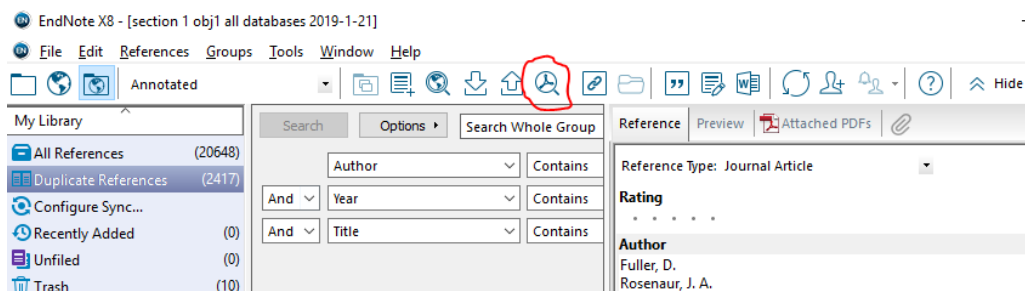 EN EndNote X8 - [section 1 obj1 all databases 2019-1-21]
EN File Edit References Groups Tools Window Help
Annotated Hide
My Library
All References (20648)
Duplicate References (2417)
Configure Sync...
Recently Added (0)
Unfiled (0)
Trash (10)
Search Options Search Whole Group
Author Contains
And Year Contains
And Title Contains
Reference Preview Attached PDFs
Reference Type: Journal Article
Rating
Author
Fuller, D.
Rosenaur, J. A.